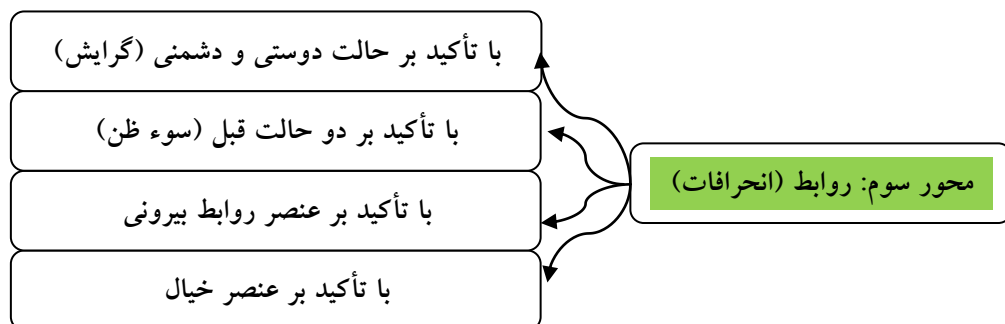 محور سوم: روابط (انحرافات)
با تأکید بر حالت دوستی و دشمنی (گرایش)
با تأکید بر دو حالت قبل (سوء ظن)
با تأکید بر عنصر روابط بیرونی
با تأکید بر عنصر خیال